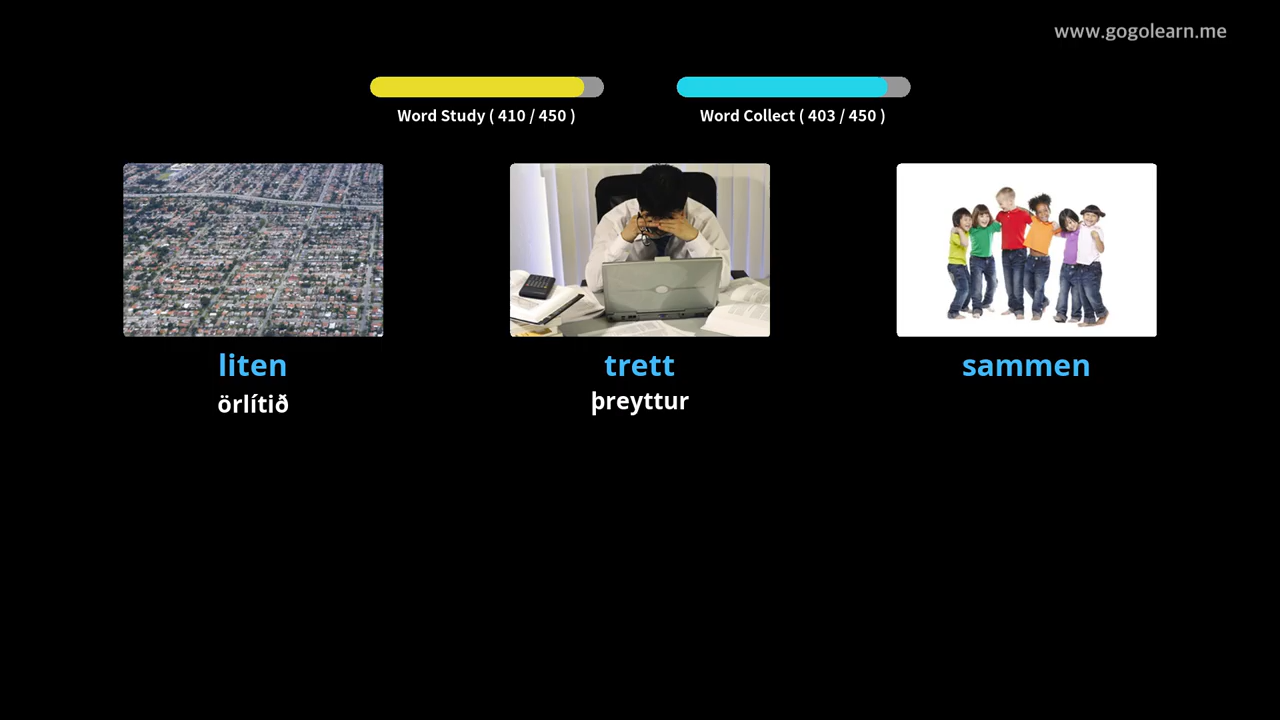 www.gogolearn.me
Word Study ( 410 / 450 )
Word Collect ( 403 / 450 )
liten
trett
sammen
örlítið
þreyttur